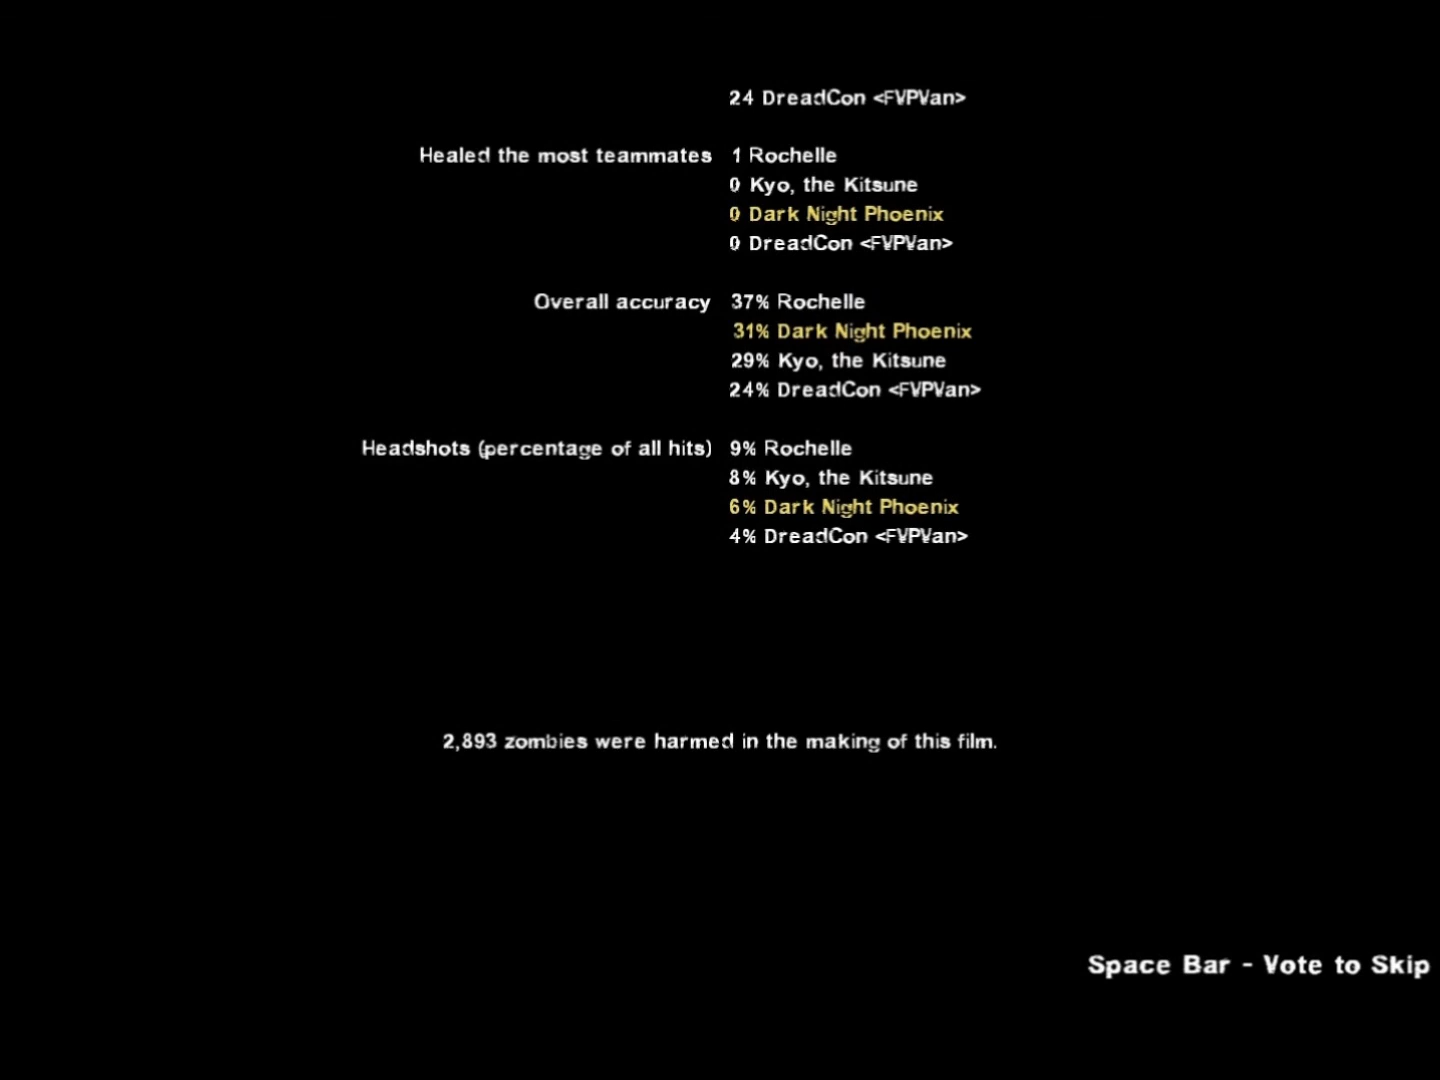 24 DreadCon <FVPVan>
Healed the most teammates 1 Rochelle
0 Kyo, the Kitsune
0 Dark Night Phoenix
0 DreadCon <FVPVan>
Overall accuracy 37% Rochelle
31% Dark Night Phoenix
29% Kyo, the Kitsune
24% DreadCon <FVPVan>
Headshots (percentage of all hits) 9% Rochelle
8% Kyo, the Kitsune
6% Dark Night Phoenix
4% DreadCon <FVPVan>
2,893 zombies were harmed in the making of this film.
Space Bar - Vote to Skip